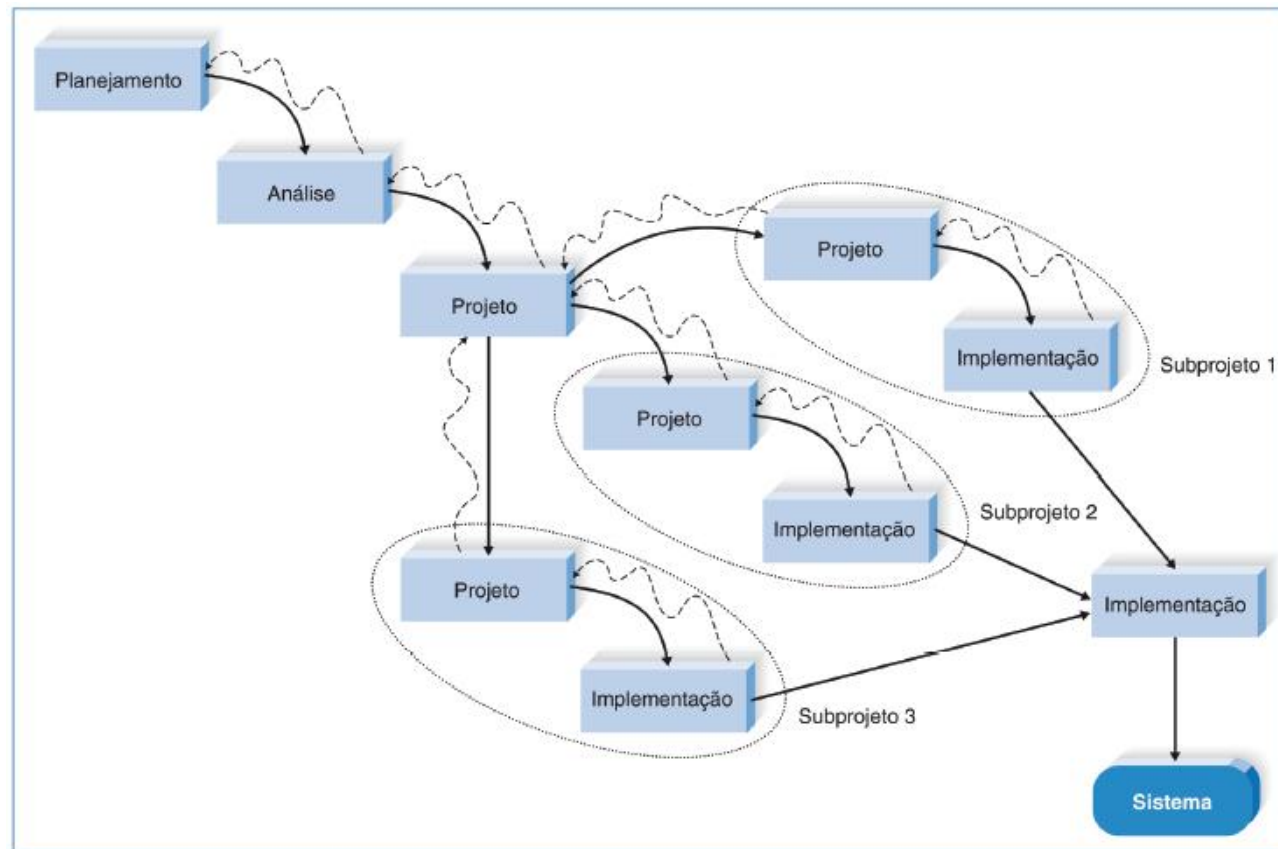 Planejamento
Análise
Projeto
Projeto
Implementação
Subprojeto 1
Projeto
Implementação
Subprojeto 2
Projeto
Implementação
Subprojeto 3
Implementação
Sistema